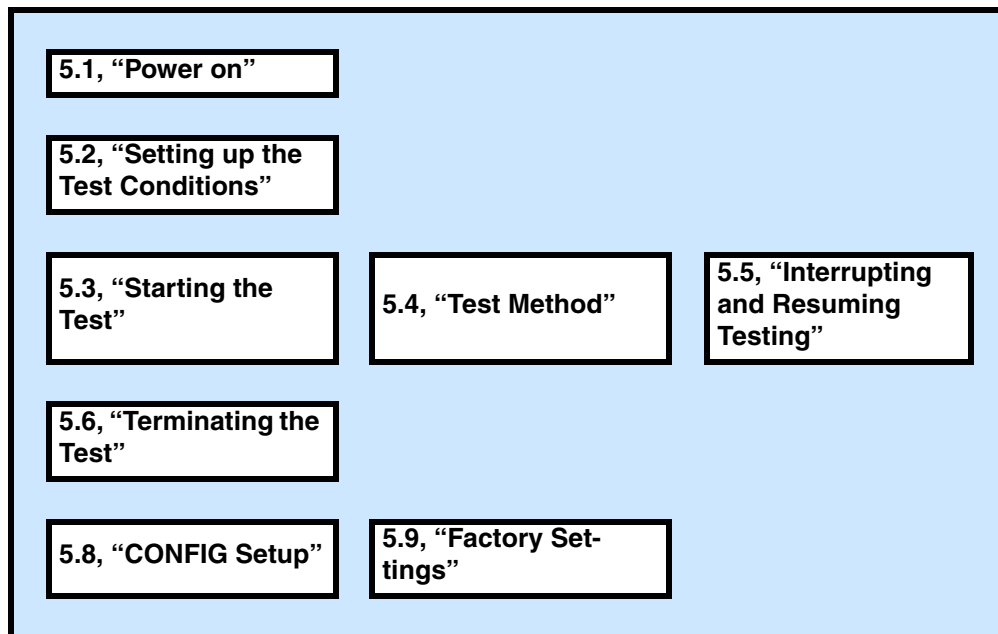 5.1, “Power on”
5.2, “Setting up the
Test Conditions”
5.3, “Starting the
Test”
5.4, “Test Method”
5.5, “Interrupting
and Resuming
Testing”
5.6, “Terminating the
Test”
5.8, “CONFIG Setup”
5.9, “Factory Set-
tings”